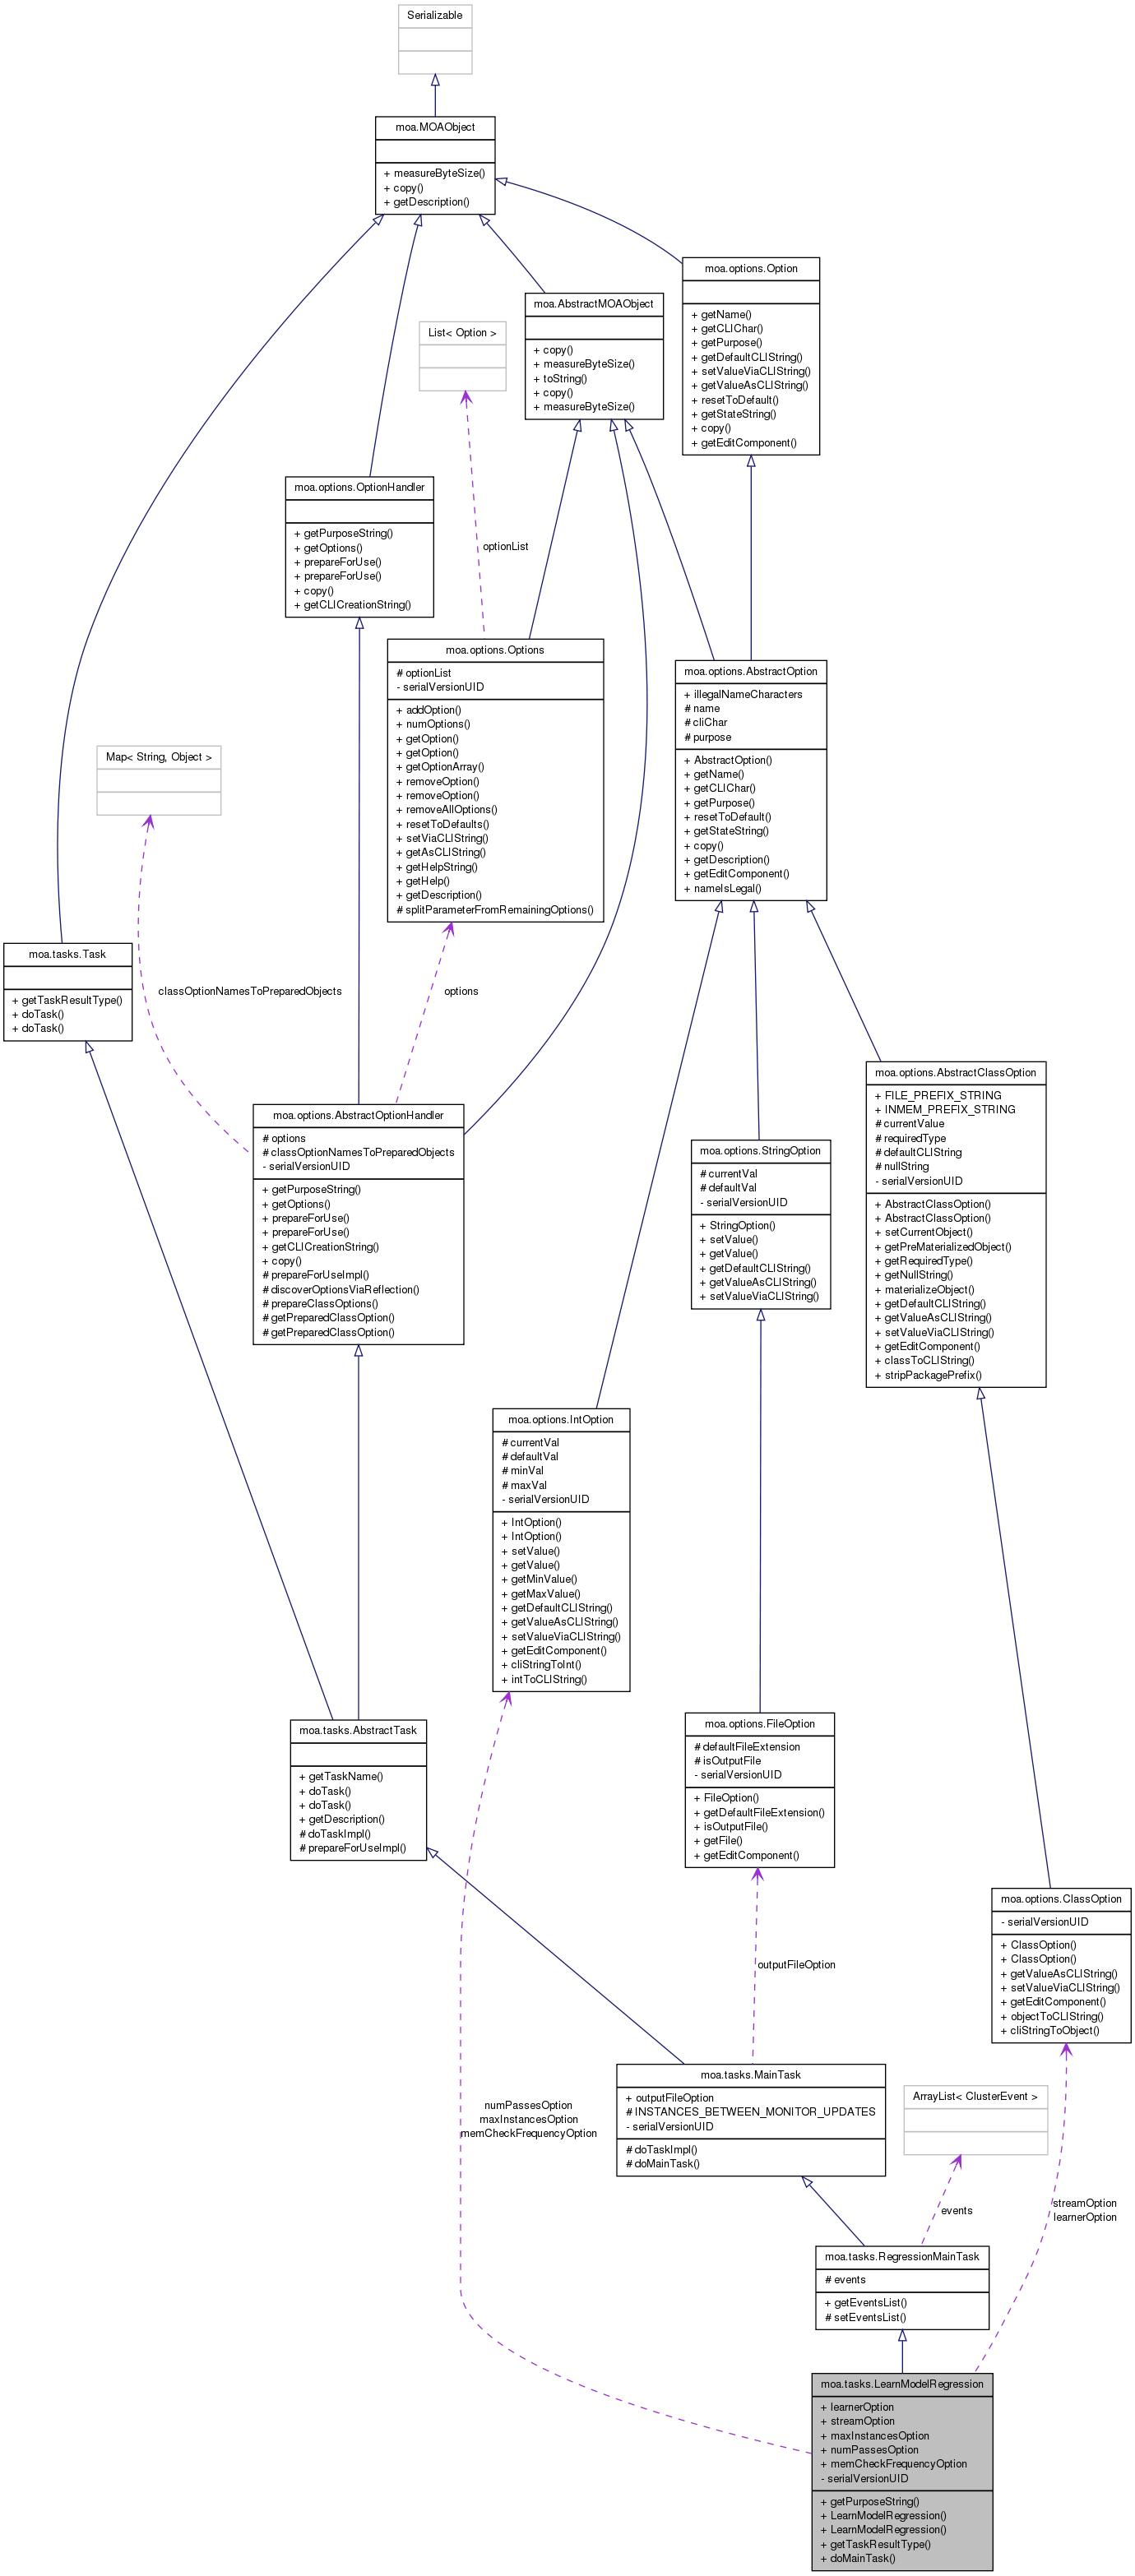 Serializable
moa.MOAObject
+ measureByteSize()
+ copy()
+ getDescription()
moa.options.Option
+ getName()
+ getCLIChar()
+ getPurpose()
+ getDefaultCLIString()
+ setValueViaCLIString()
+ getValueAsCLIString()
+ resetToDefault()
+ getStateString()
+ copy()
+ getEditComponent()
moa.AbstractMOAObject
+ copy()
+ measureByteSize()
+ toString()
+ copy()
+ measureByteSize()
List< Option >
moa.options.OptionHandler
+ getPurposeString()
+ getOptions()
+ prepareForUse()
+ prepareForUse()
+ copy()
+ getCLICreationString()
optionList
moa.options.Options
# optionList
- serialVersionUID
+ addOption()
+ numOptions()
+ getOption()
+ getOption()
+ getOptionArray()
+ removeOption()
+ removeOption()
+ removeAllOptions()
+ resetToDefaults()
+ setViaCLIString()
+ getAsCLIString()
+ getHelpString()
+ getHelp()
+ getDescription()
# splitParameterFromRemainingOptions()
moa.options.AbstractOption
+ illegalNameCharacters
# name
# cliChar
# purpose
+ AbstractOption()
+ getName()
+ getCLIChar()
+ getPurpose()
+ resetToDefault()
+ getStateString()
+ copy()
+ getDescription()
+ getEditComponent()
+ nameIsLegal()
Map< String, Object >
moa.tasks.Task
+ getTaskResultType()
+ doTask()
+ doTask()
classOptionNamesToPreparedObjects
options
moa.options.AbstractClassOption
+ FILE_PREFIX_STRING
+ INMEM_PREFIX_STRING
# currentValue
# requiredType
# defaultCLIString
# nullString
- serialVersionUID
+ AbstractClassOption()
+ AbstractClassOption()
+ setCurrentObject()
+ getPreMaterializedObject()
+ getRequiredType()
+ getNullString()
+ materializeObject()
+ getDefaultCLIString()
+ getValueAsCLIString()
+ setValueViaCLIString()
+ getEditComponent()
+ classToCLIString()
+ stripPackagePrefix()
moa.options.AbstractOptionHandler
# options
# classOptionNamesToPreparedObjects
- serialVersionUID
+ getPurposeString()
+ getOptions()
+ prepareForUse()
+ prepareForUse()
+ getCLICreationString()
+ copy()
# prepareForUseImpl()
# discoverOptionsViaReflection()
# prepareClassOptions()
# getPreparedClassOption()
# getPreparedClassOption()
moa.options.StringOption
# currentVal
# defaultVal
- serialVersionUID
+ StringOption()
+ setValue()
+ getValue()
+ getDefaultCLIString()
+ getValueAsCLIString()
+ setValueViaCLIString()
moa.options.IntOption
# currentVal
# defaultVal
# minVal
# maxVal
- serialVersionUID
+ IntOption()
+ IntOption()
+ setValue()
+ getValue()
+ getMinValue()
+ getMaxValue()
+ getDefaultCLIString()
+ getValueAsCLIString()
+ setValueViaCLIString()
+ getEditComponent()
+ cliStringToInt()
+ intToCLIString()
moa.options.FileOption
# defaultFileExtension
# isOutputFile
- serialVersionUID
+ FileOption()
+ getDefaultFileExtension()
+ isOutputFile()
+ getFile()
+ getEditComponent()
moa.tasks.AbstractTask
+ getTaskName()
+ doTask()
+ doTask()
+ getDescription()
# doTaskImpl()
# prepareForUseImpl()
moa.options.ClassOption
- serialVersionUID
+ ClassOption()
+ ClassOption()
+ getValueAsCLIString()
+ setValueViaCLIString()
+ getEditComponent()
+ objectToCLIString()
+ cliStringToObject()
outputFileOption
moa.tasks.MainTask
+ outputFileOption
# INSTANCES_BETWEEN_MONITOR_UPDATES
- serialVersionUID
# doTaskImpl()
# doMainTask()
ArrayList< ClusterEvent >
numPassesOption
maxInstancesOption
memCheckFrequencyOption
streamOption
learnerOption
events
moa.tasks.RegressionMainTask
# events
+ getEventsList()
# setEventsList()
moa.tasks.LearnModelRegression
+ learnerOption
+ streamOption
+ maxInstancesOption
+ numPassesOption
+ memCheckFrequencyOption
- serialVersionUID
+ getPurposeString()
+ LearnModelRegression()
+ LearnModelRegression()
+ getTaskResultType()
+ doMainTask()